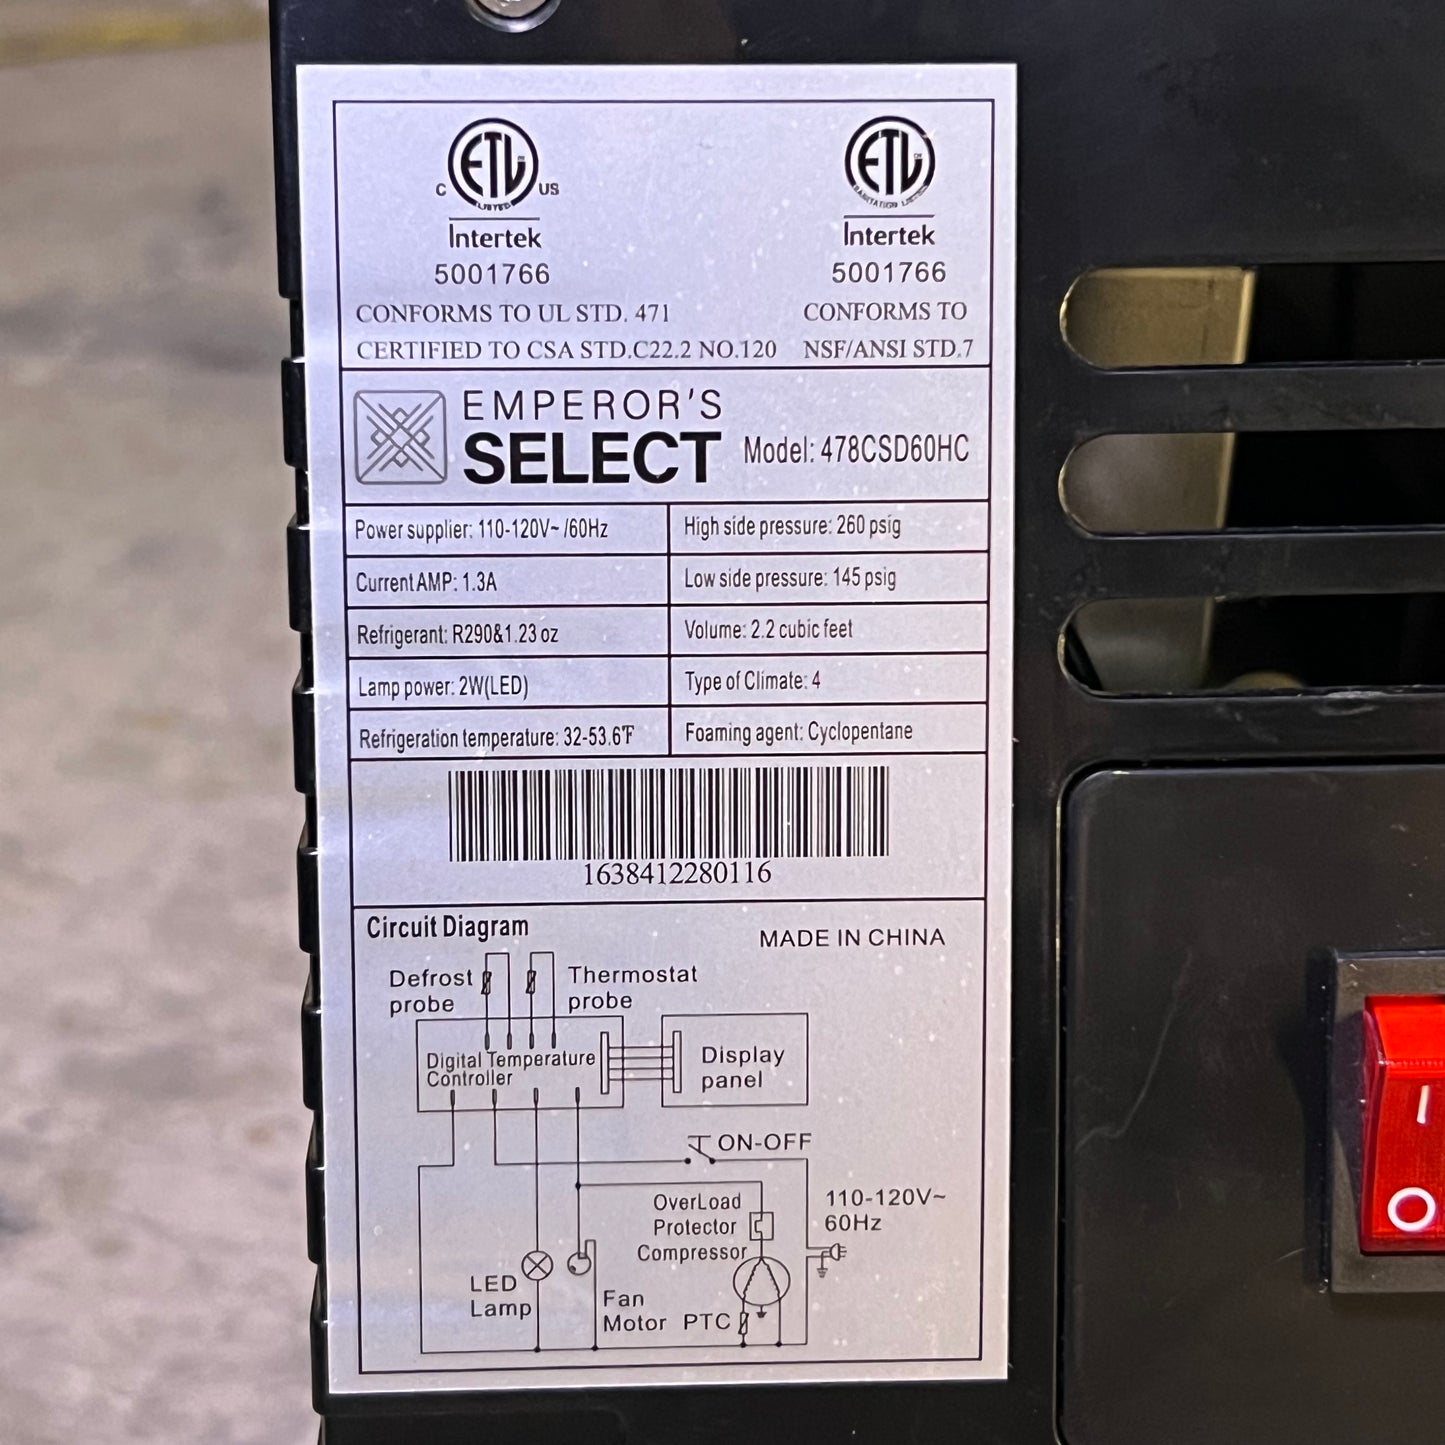 ETL
C US
LISTED
Intertek
5001766
CONFORMS TO UL STD. 471
CERTIFIED TO CSA STD.C22.2 NO.120
ETL
SANITATION LISTED
Intertek
5001766
CONFORMS TO
NSF/ANSI STD.7
EMPEROR'S
SELECT
Model: 478CSD60HC
Power supplier: 110-120V~ /60Hz
High side pressure: 260 psig
Current AMP: 1.3A
Low side pressure: 145 psig
Refrigerant: R290&1.23 oz
Volume: 2.2 cubic feet
Lamp power: 2W(LED)
Type of Climate: 4
Refrigeration temperature: 32-53.6°F
Foaming agent: Cyclopentane
1638412280116
Circuit Diagram
MADE IN CHINA
Defrost
probe
Thermostat
probe
Digital Temperature
Controller
Display
panel
ON-OFF
OverLoad
Protector
Compressor
110-120V~
60Hz
LED
Lamp
Fan
Motor
PTC
I
O